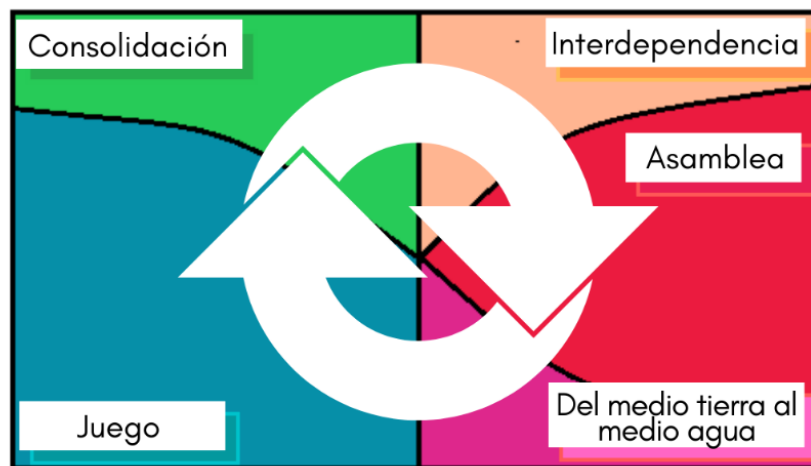 Consolidación
Interdependencia
Asamblea
Juego
Del medio tierra al
medio agua